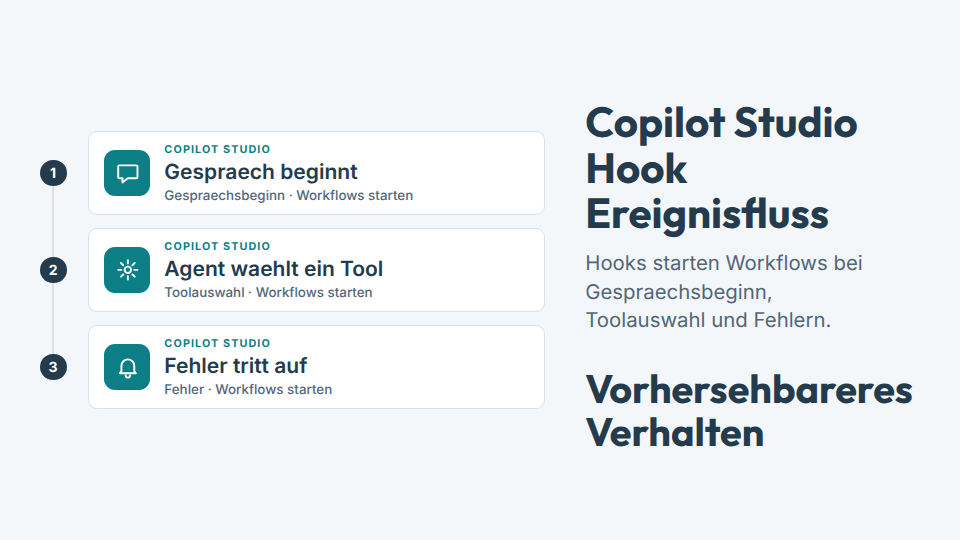 1
COPILOT STUDIO
Gespraech beginnt
Gespraechsbeginn · Workflows starten
2
COPILOT STUDIO
Agent waehlt ein Tool
Toolauswahl · Workflows starten
3
COPILOT STUDIO
Fehler tritt auf
Fehler · Workflows starten
Copilot Studio
Hook
Ereignisfluss
Hooks starten Workflows bei
Gespraechsbeginn,
Toolauswahl und Fehlern.
Vorhersehbareres
Verhalten